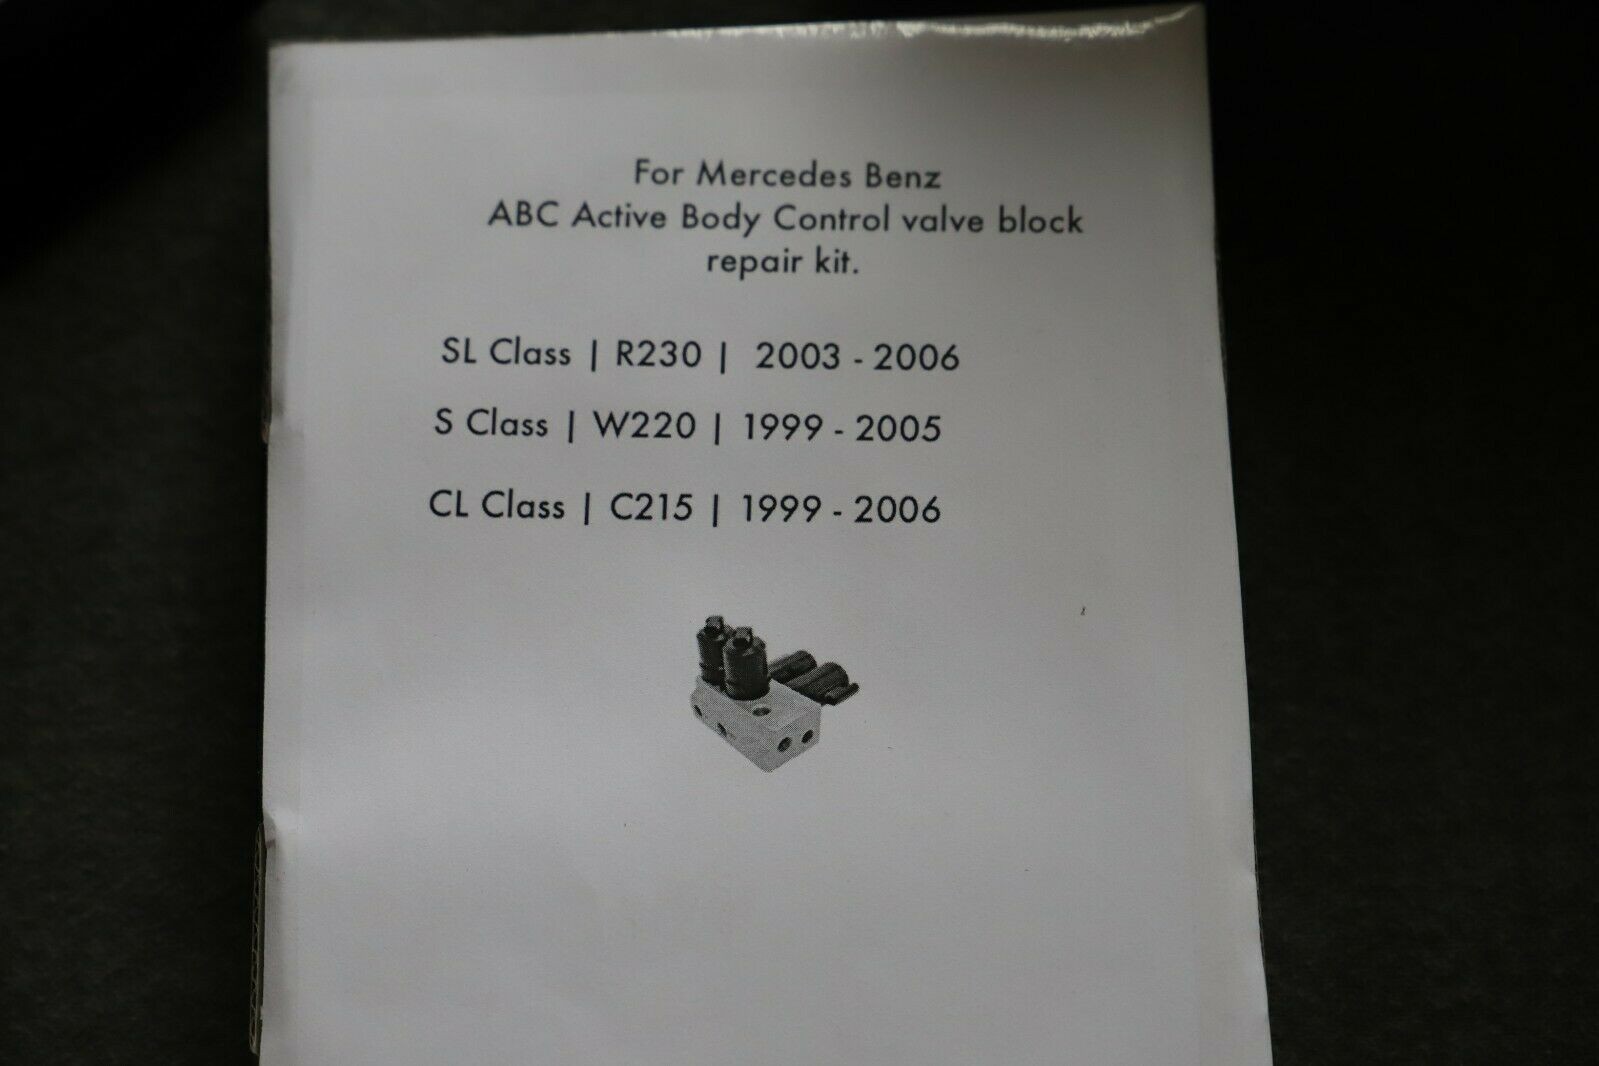 For Mercedes Benz
ABC Active Body Control valve block
repair kit.
SL Class | R230 | 2003 - 2006
S Class | W220 | 1999 - 2005
CL Class | C215 | 1999 - 2006